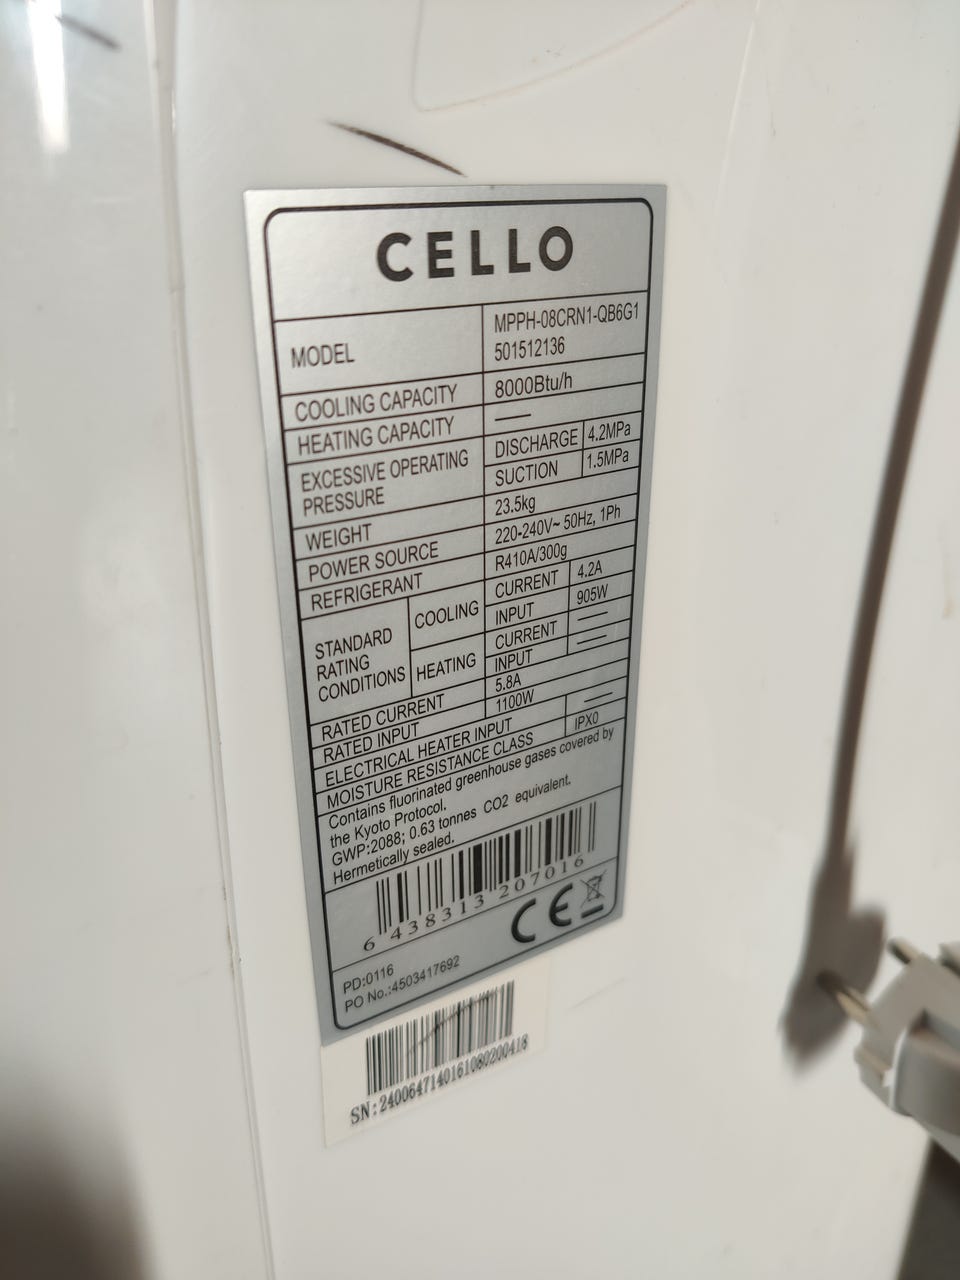 CELLO
MODEL MPPH-08CRN1-QB6G1
501512136
COOLING CAPACITY 8000Btu/h
HEATING CAPACITY —
EXCESSIVE OPERATING PRESSURE DISCHARGE 4.2MPa
SUCTION 1.5MPa
WEIGHT 23.5kg
POWER SOURCE 220-240V~ 50Hz, 1Ph
REFRIGERANT R410A/300g
STANDARD RATING CONDITIONS COOLING CURRENT 4.2A
INPUT 905W
HEATING CURRENT —
INPUT —
RATED CURRENT 5.8A
RATED INPUT 1100W
ELECTRICAL HEATER INPUT —
MOISTURE RESISTANCE CLASS IPX0
Contains fluorinated greenhouse gases covered by
the Kyoto Protocol.
GWP:2088; 0.63 tonnes CO2 equivalent.
Hermetically sealed.
6 438313 207016
CE
PD:0116
PO No.:4503417692
SN:2400647140161080200418